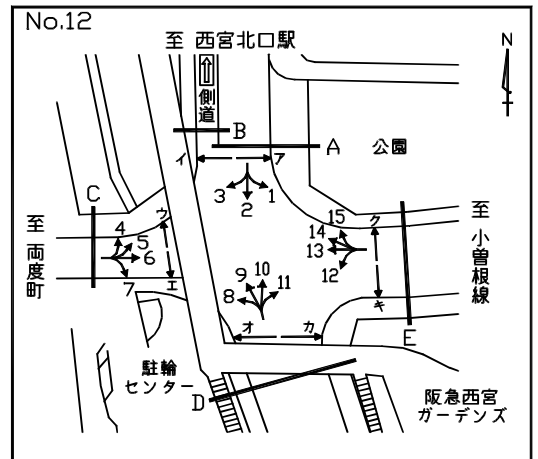 No.12
至 西宮北口駅
N
側道
B
A
公園
イ
ア
3
2
1
C
至 両度町
ウ
4
5
6
7
エ
15
14
13
12
ク
キ
至 小曽根線
9
10
11
8
オ
カ
E
駐輪
センター
D
阪急西宮
ガーデンズ